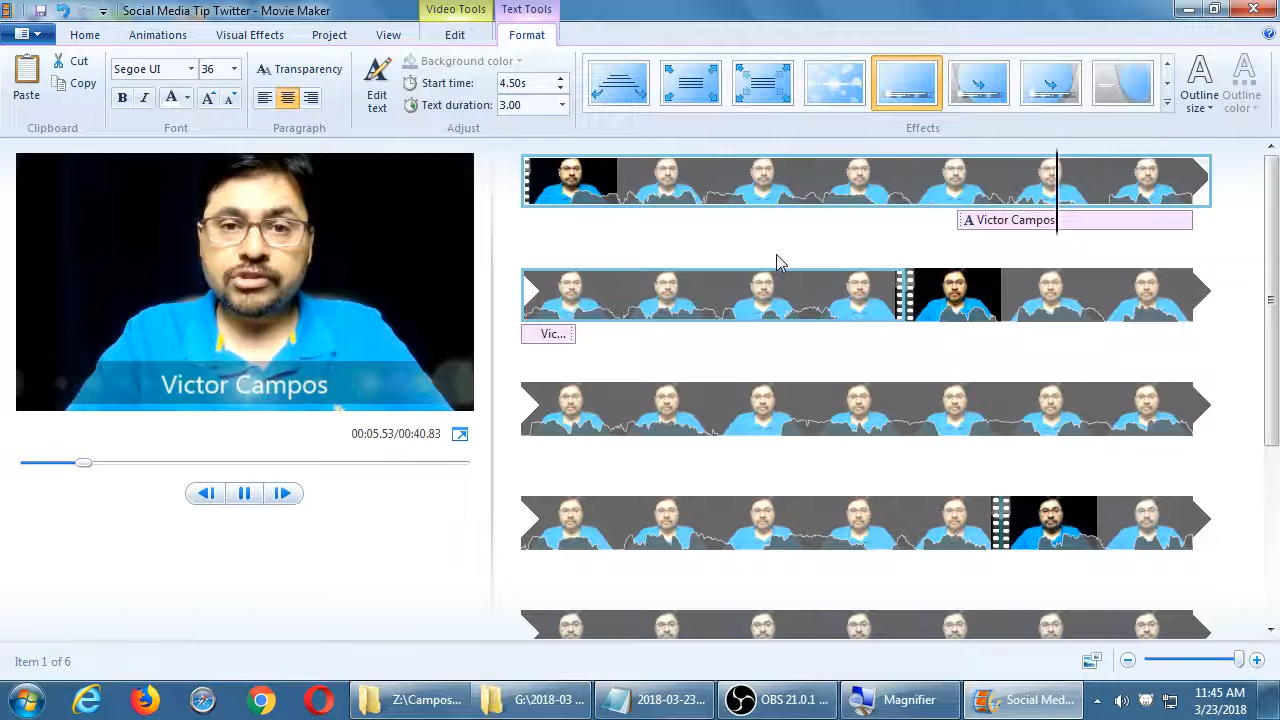 Social Media Tip Twitter - Movie Maker
Video Tools
Text Tools
Home
Animations
Visual Effects
Project
View
Edit
Format
Paste
Cut
Copy
Clipboard
Segoe UI
36
B
I
A
A
A
Font
Transparency
Paragraph
A
Edit
text
Background color
Start time:
4.50s
Text duration:
3.00
Adjust
Effects
A
Outline
size
A
Outline
color
Victor Campos
00:05.53/00:40.83
A Victor Campos
Vic...
Item 1 of 6
Z:\Campos...
G:\2018-03 ...
2018-03-23...
OBS 21.0.1 ...
Magnifier
Social Med...
11:45 AM
3/23/2018